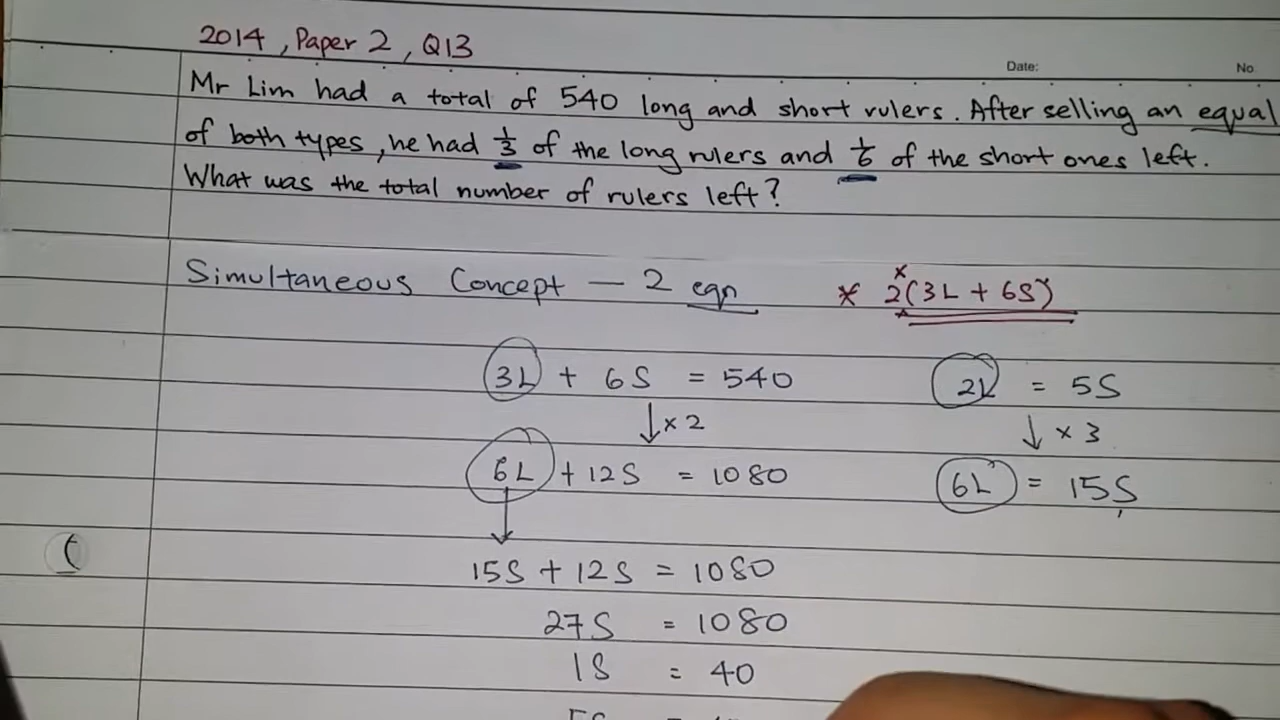 2014, Paper 2, Q13
Date:
No
Mr Lim had a total of 540 long and short rulers. After selling an equal
of both types, he had 1/3 of the long rulers and 1/6 of the short ones left.
What was the total number of rulers left?
Simultaneous Concept — 2 eqn
* 2(3L + 6S)
3L + 6S = 540
2L = 5S
↓ x 2
↓ x 3
6L + 12S = 1080
6L = 15S
15S + 12S = 1080
27S = 1080
1S = 40